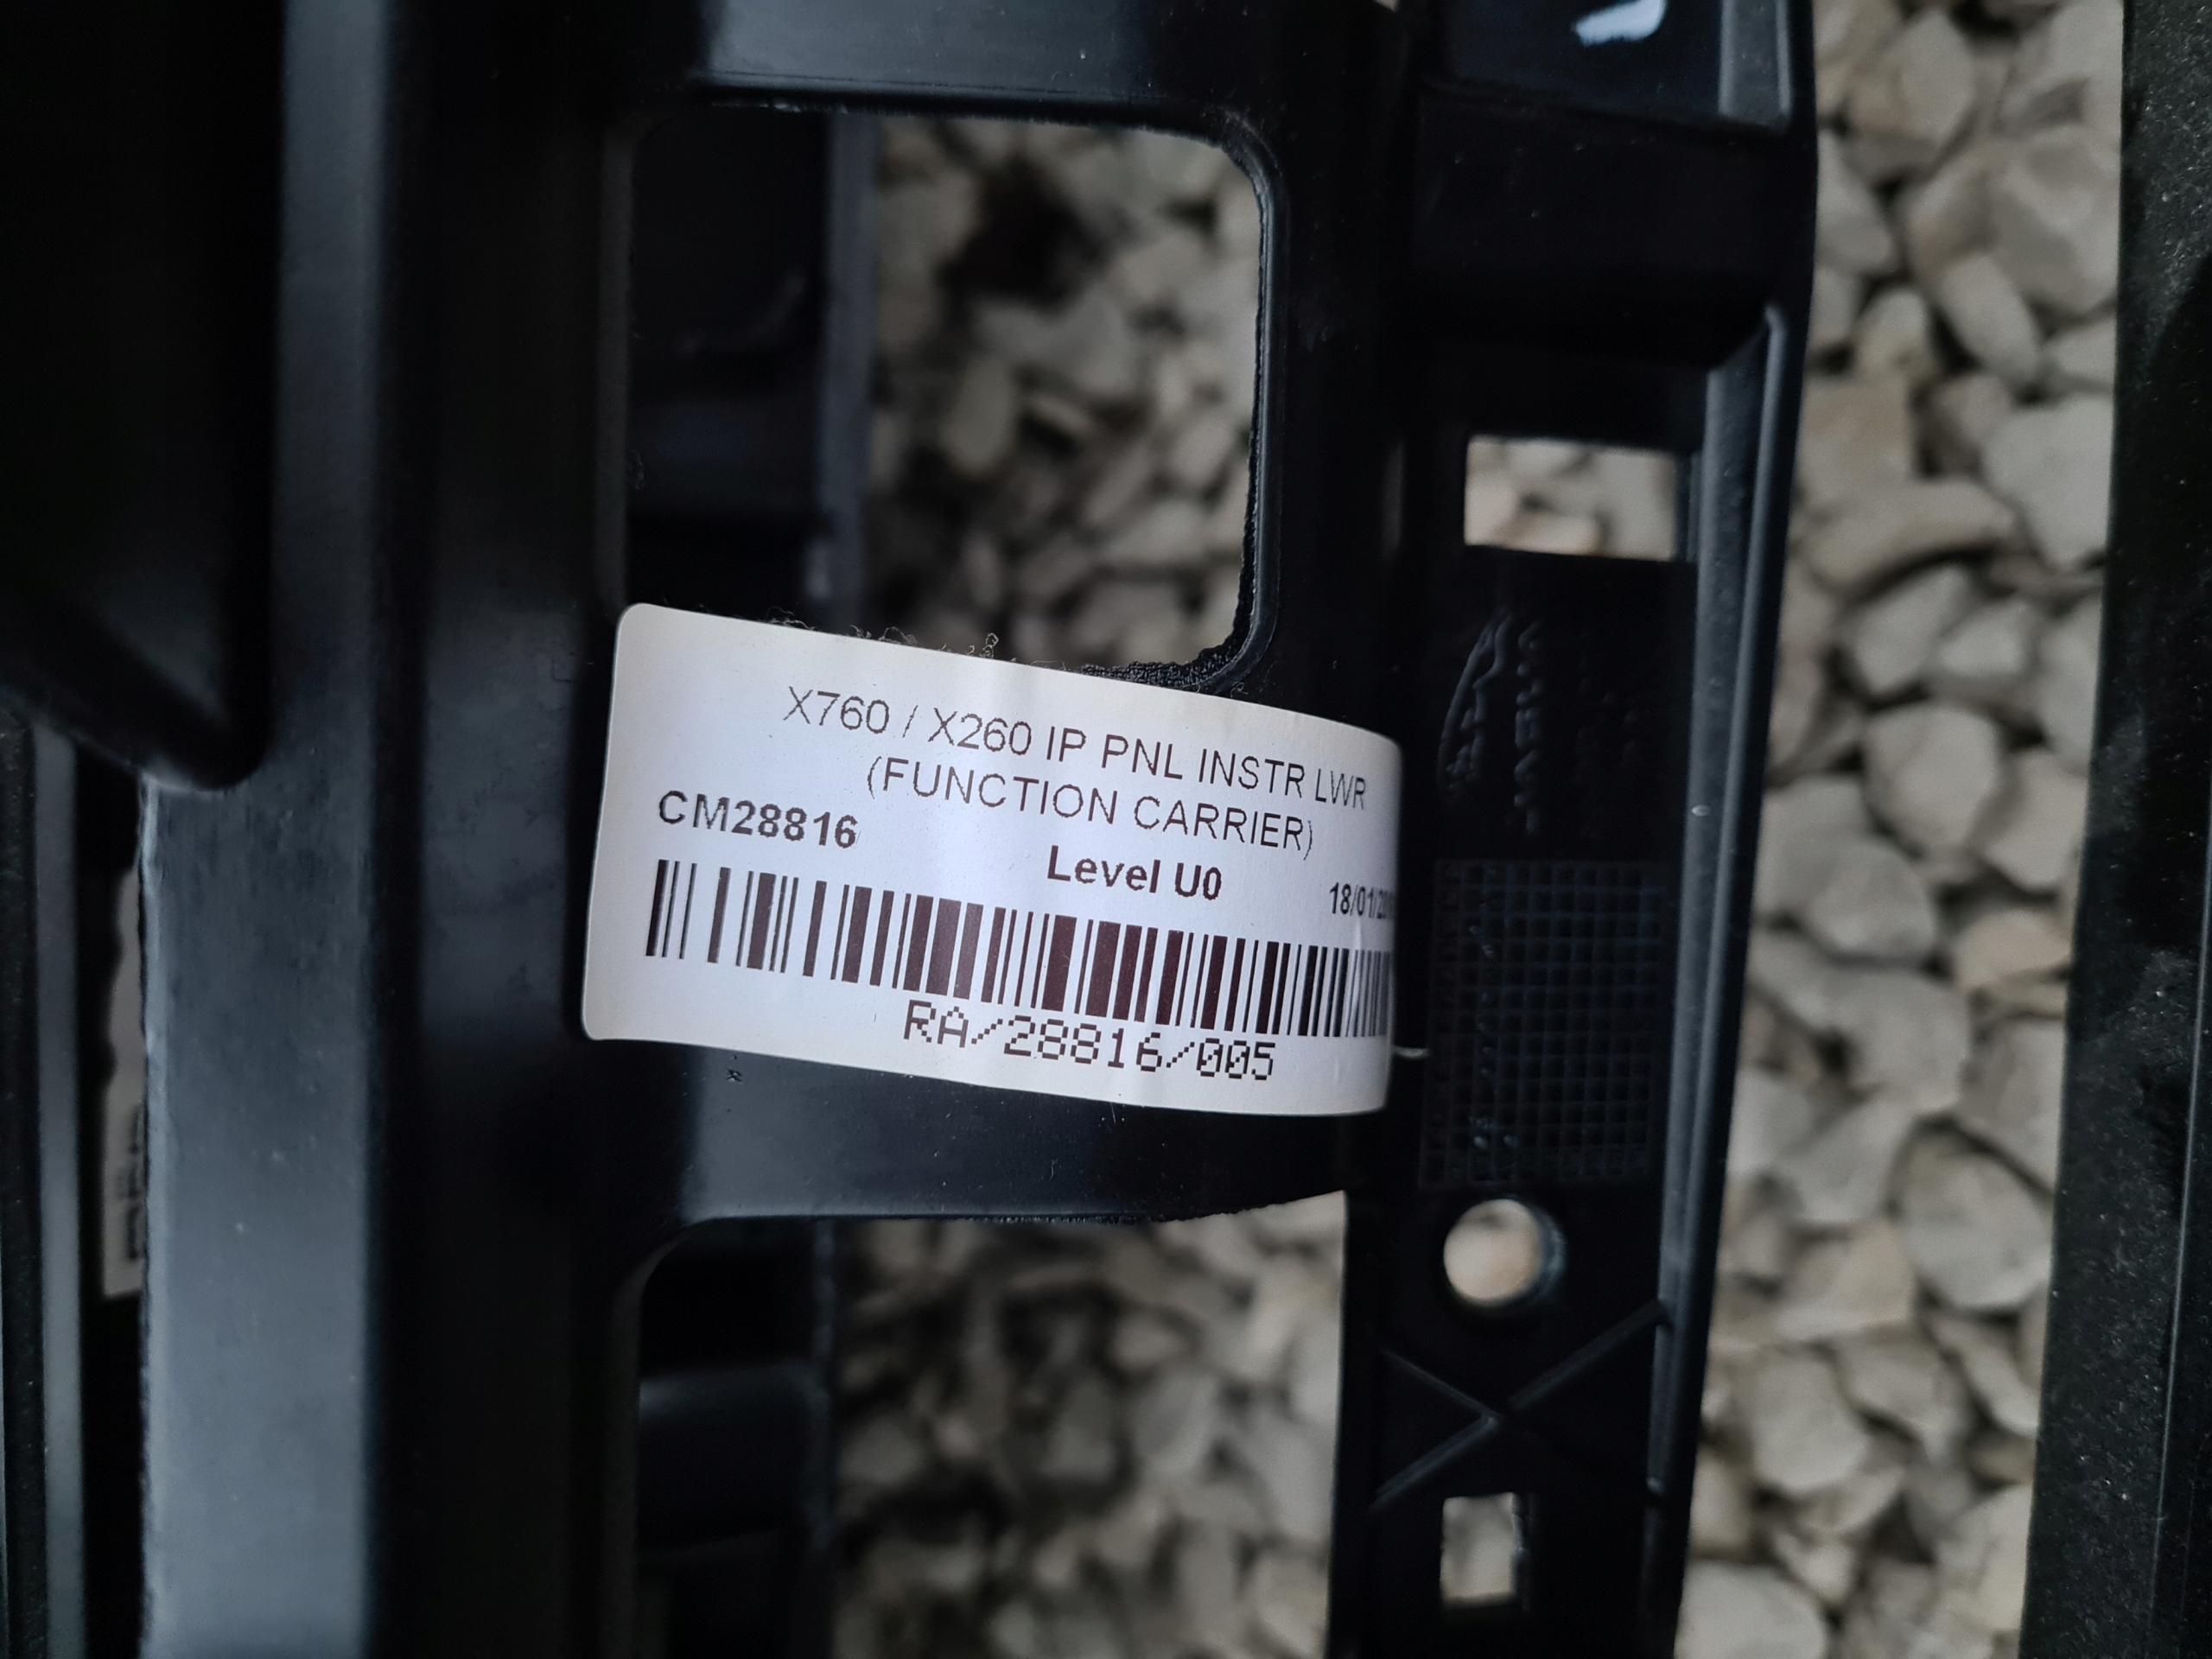 X760 / X260 IP PNL INSTR LWR
(FUNCTION CARRIER)
CM28816
Level U0
RA/28816/005